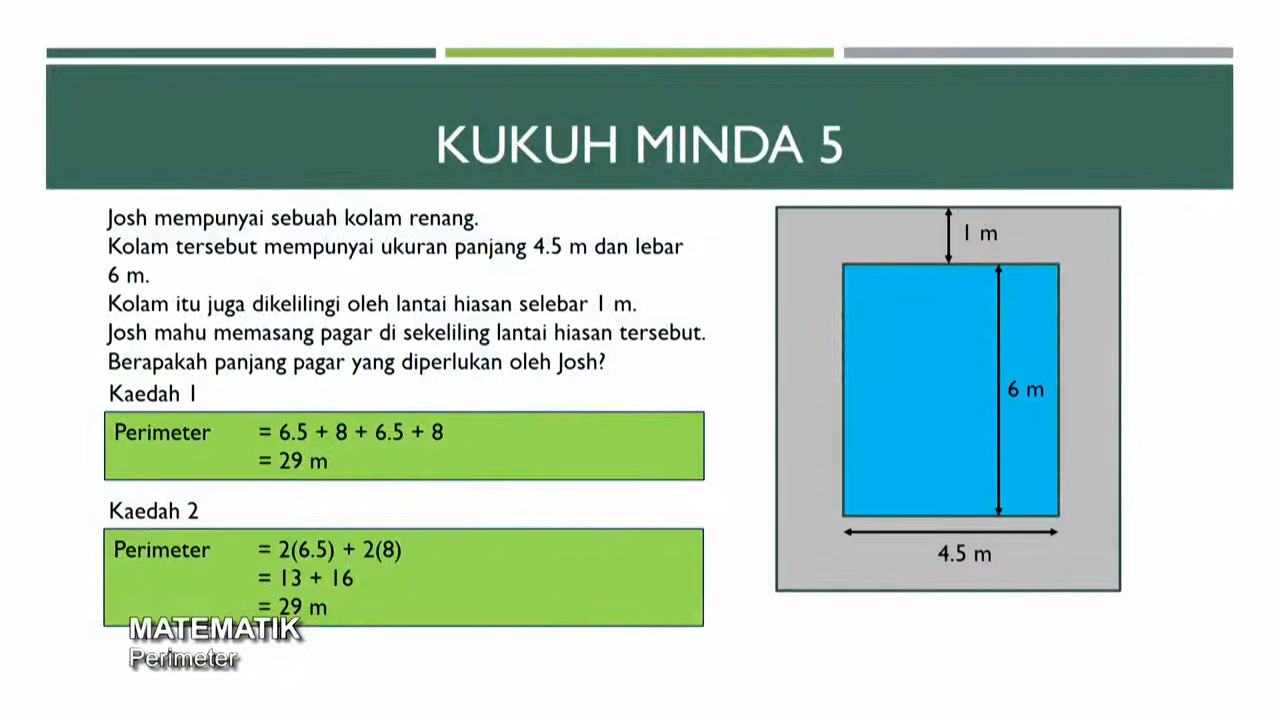 KUKUH MINDA 5
Josh mempunyai sebuah kolam renang.
Kolam tersebut mempunyai ukuran panjang 4.5 m dan lebar
6 m.
Kolam itu juga dikelilingi oleh lantai hiasan selebar 1 m.
Josh mahu memasang pagar di sekeliling lantai hiasan tersebut.
Berapakah panjang pagar yang diperlukan oleh Josh?
Kaedah 1
Perimeter = 6.5 + 8 + 6.5 + 8
= 29 m
Kaedah 2
Perimeter = 2(6.5) + 2(8)
= 13 + 16
= 29 m
MATEMATIK
Perimeter
1 m
6 m
4.5 m